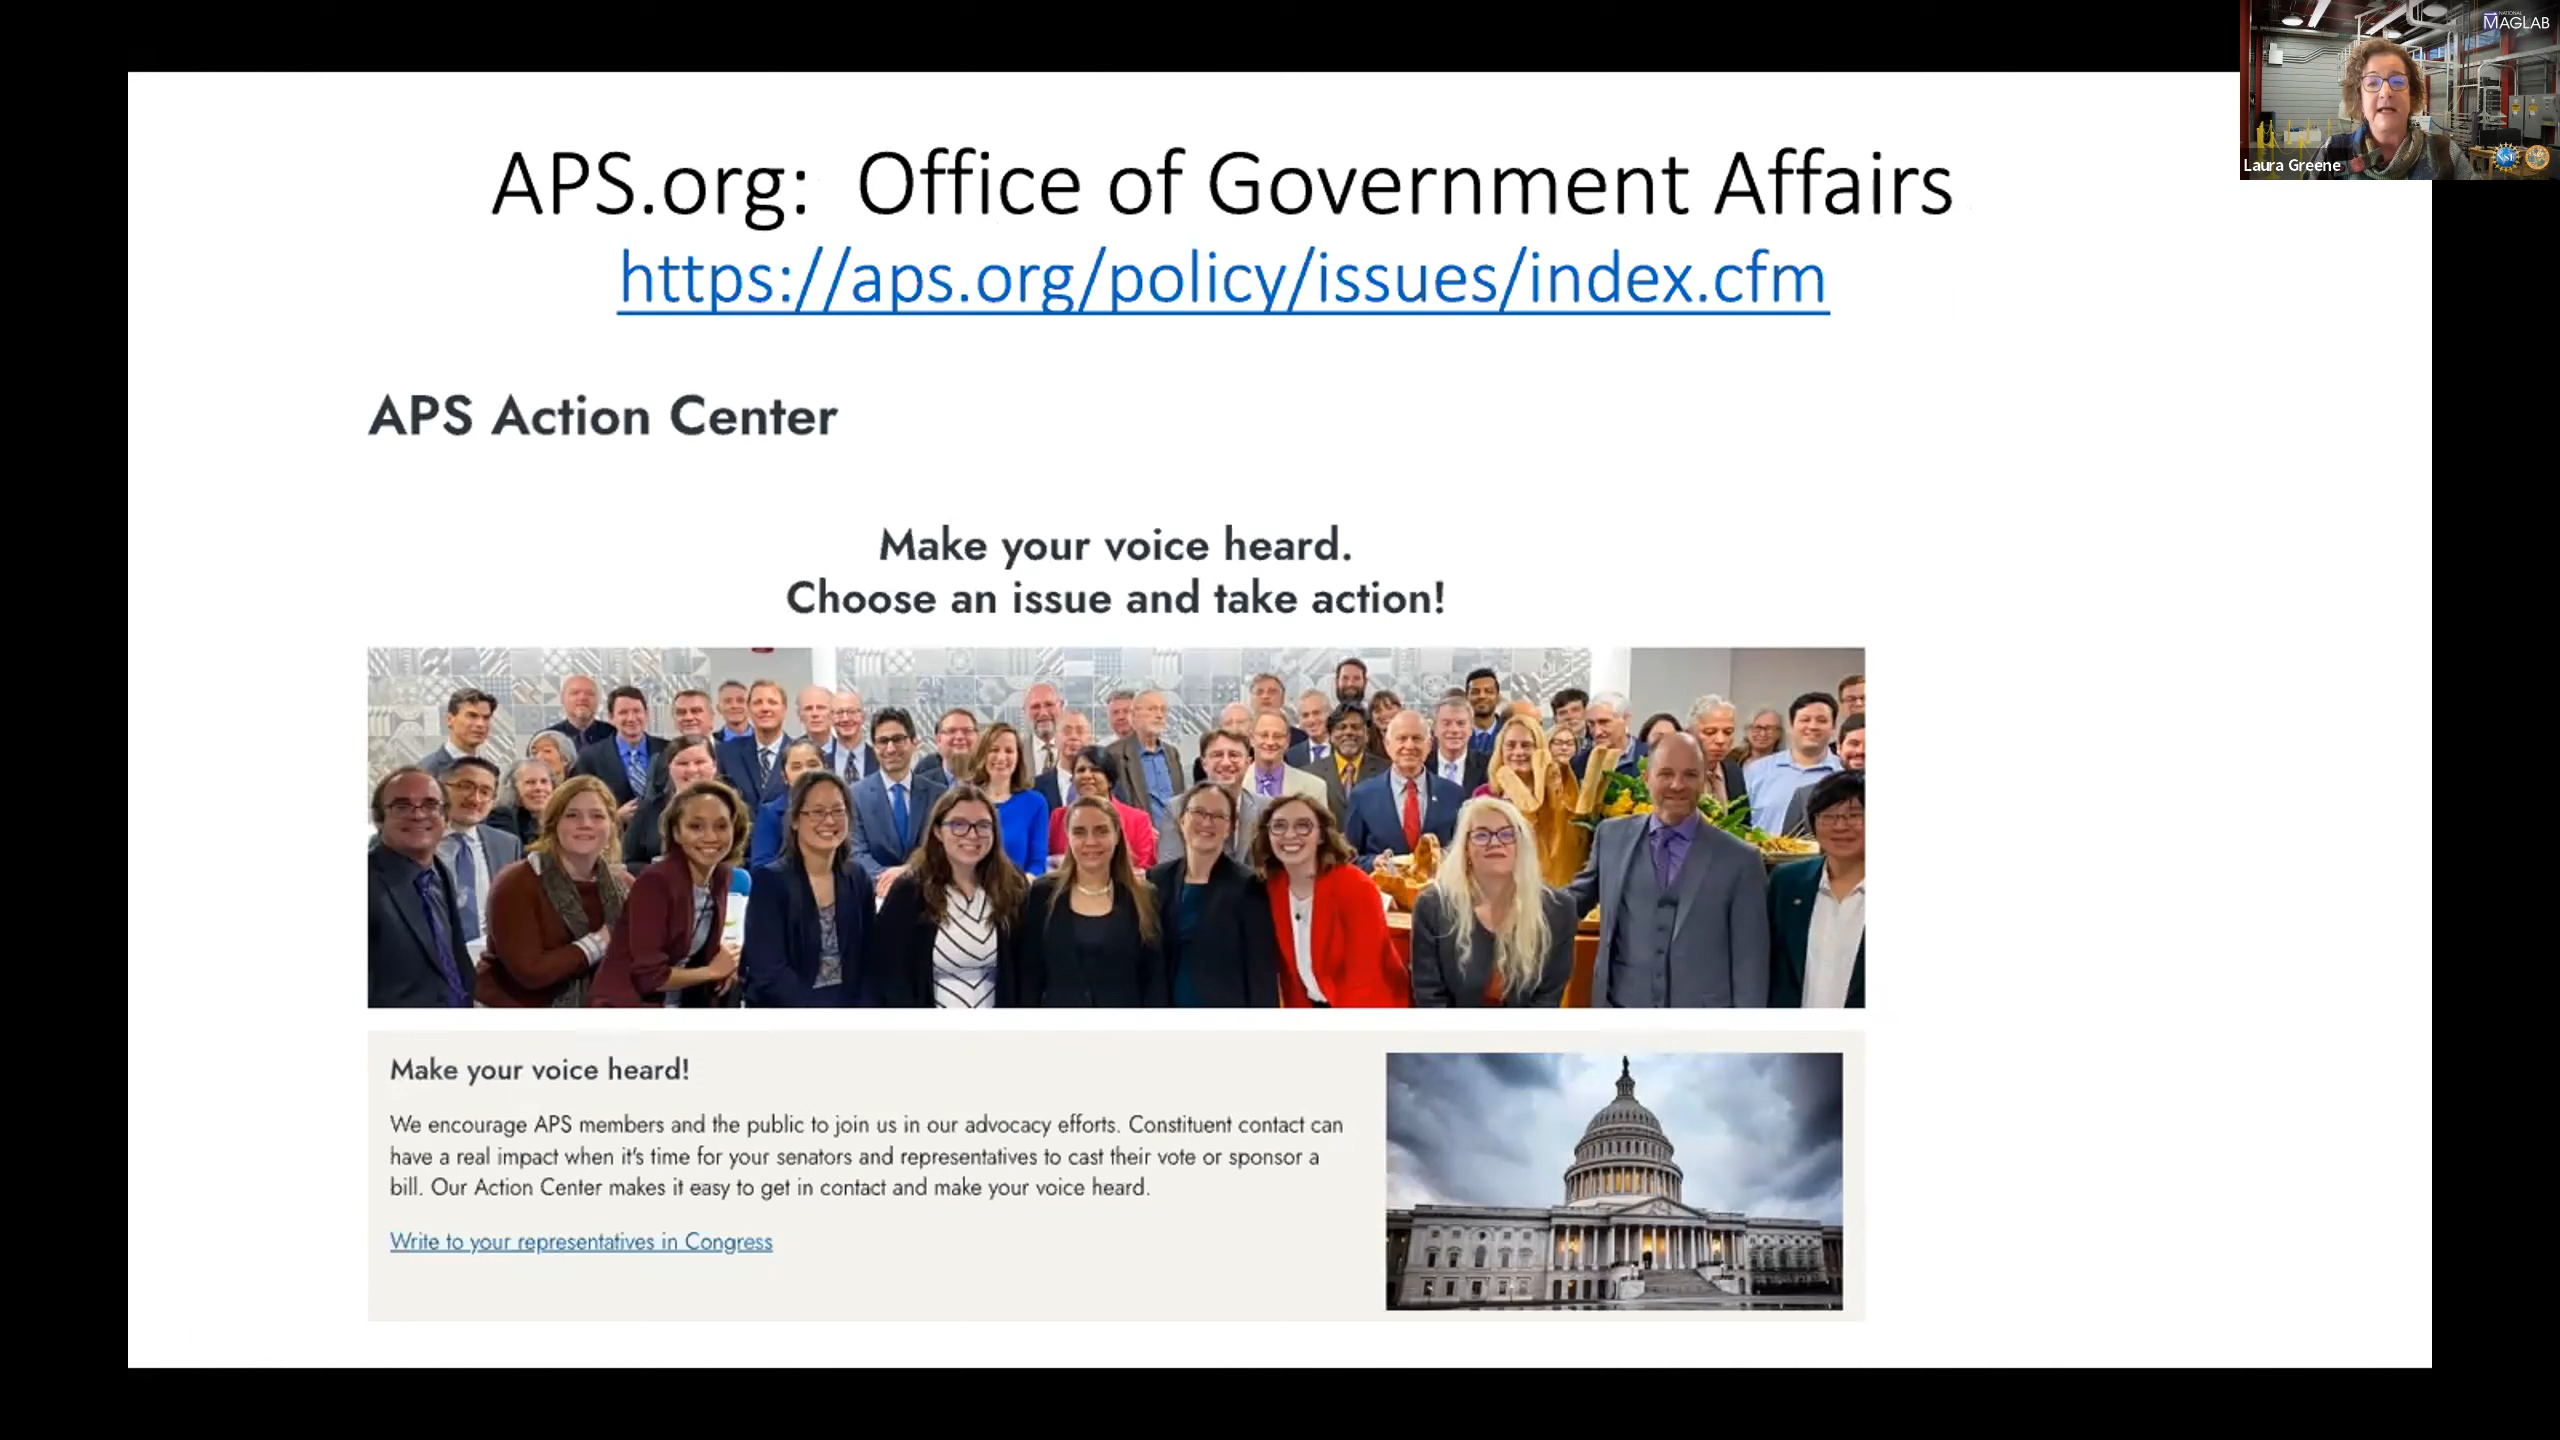 APS.org: Office of Government Affairs
https://aps.org/policy/issues/index.cfm
NATIONAL
MAGLAB
Laura Greene
APS Action Center
Make your voice heard.
Choose an issue and take action!
Make your voice heard!
We encourage APS members and the public to join us in our advocacy efforts. Constituent contact can
have a real impact when it's time for your senators and representatives to cast their vote or sponsor a
bill. Our Action Center makes it easy to get in contact and make your voice heard.
Write to your representatives in Congress